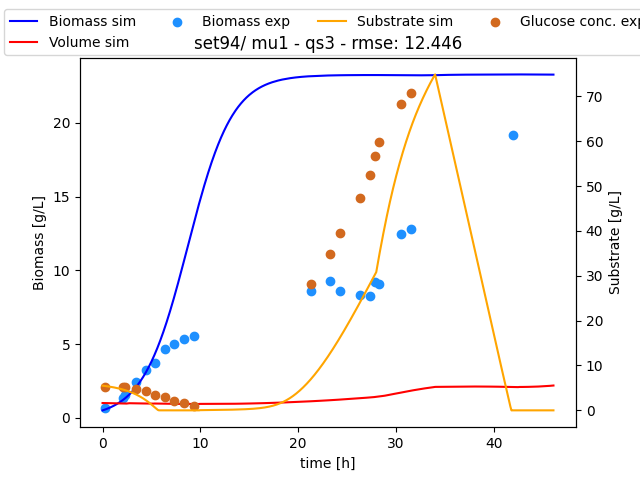 Biomass sim Biomass exp Substrate sim Glucose conc. exp
Volume sim
set94/ mu1 - qs3 - rmse: 12.446
Biomass [g/L]
0
5
10
15
20
0
10
20
30
40
50
60
70
Substrate [g/L]
0 10 20 30 40
time [h]